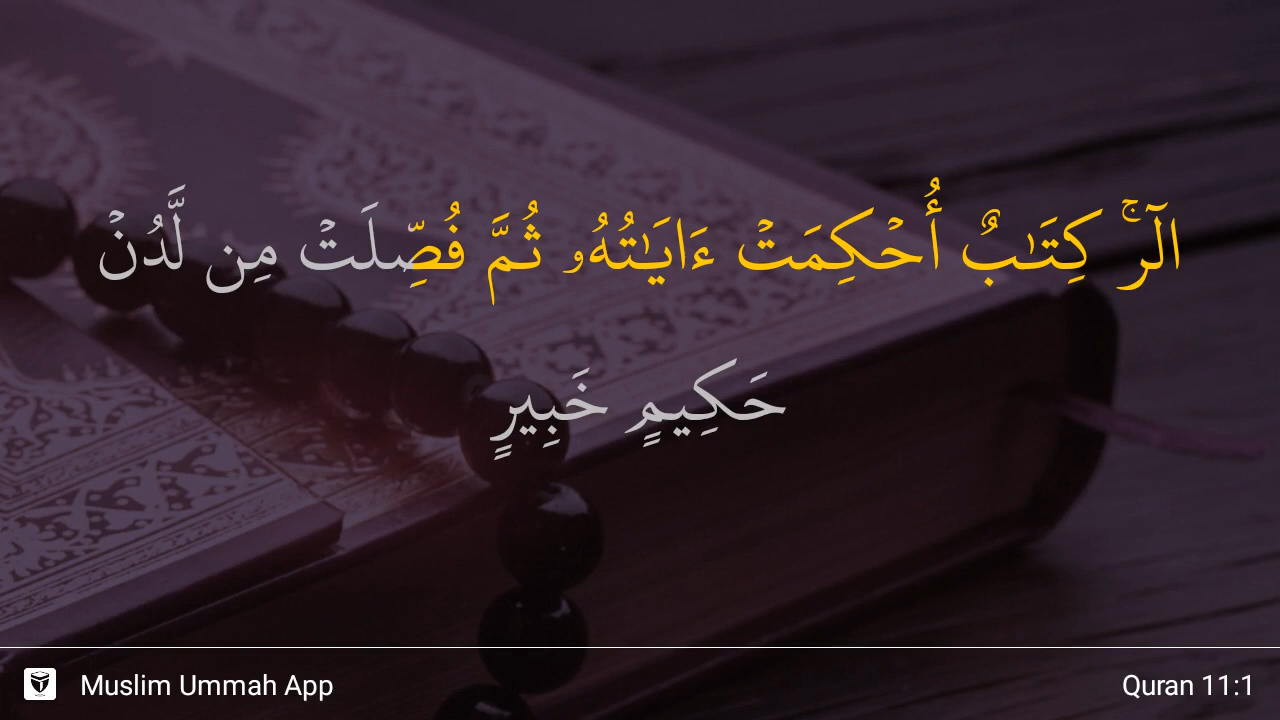 الٓرۚ كِتَٰبٌ أُحْكِمَتْ ءَايَٰتُهُۥ ثُمَّ فُصِّلَتْ مِن لَّدُنْ
حَكِيمٍ خَبِيرٍ
Muslim Ummah App
Quran 11:1